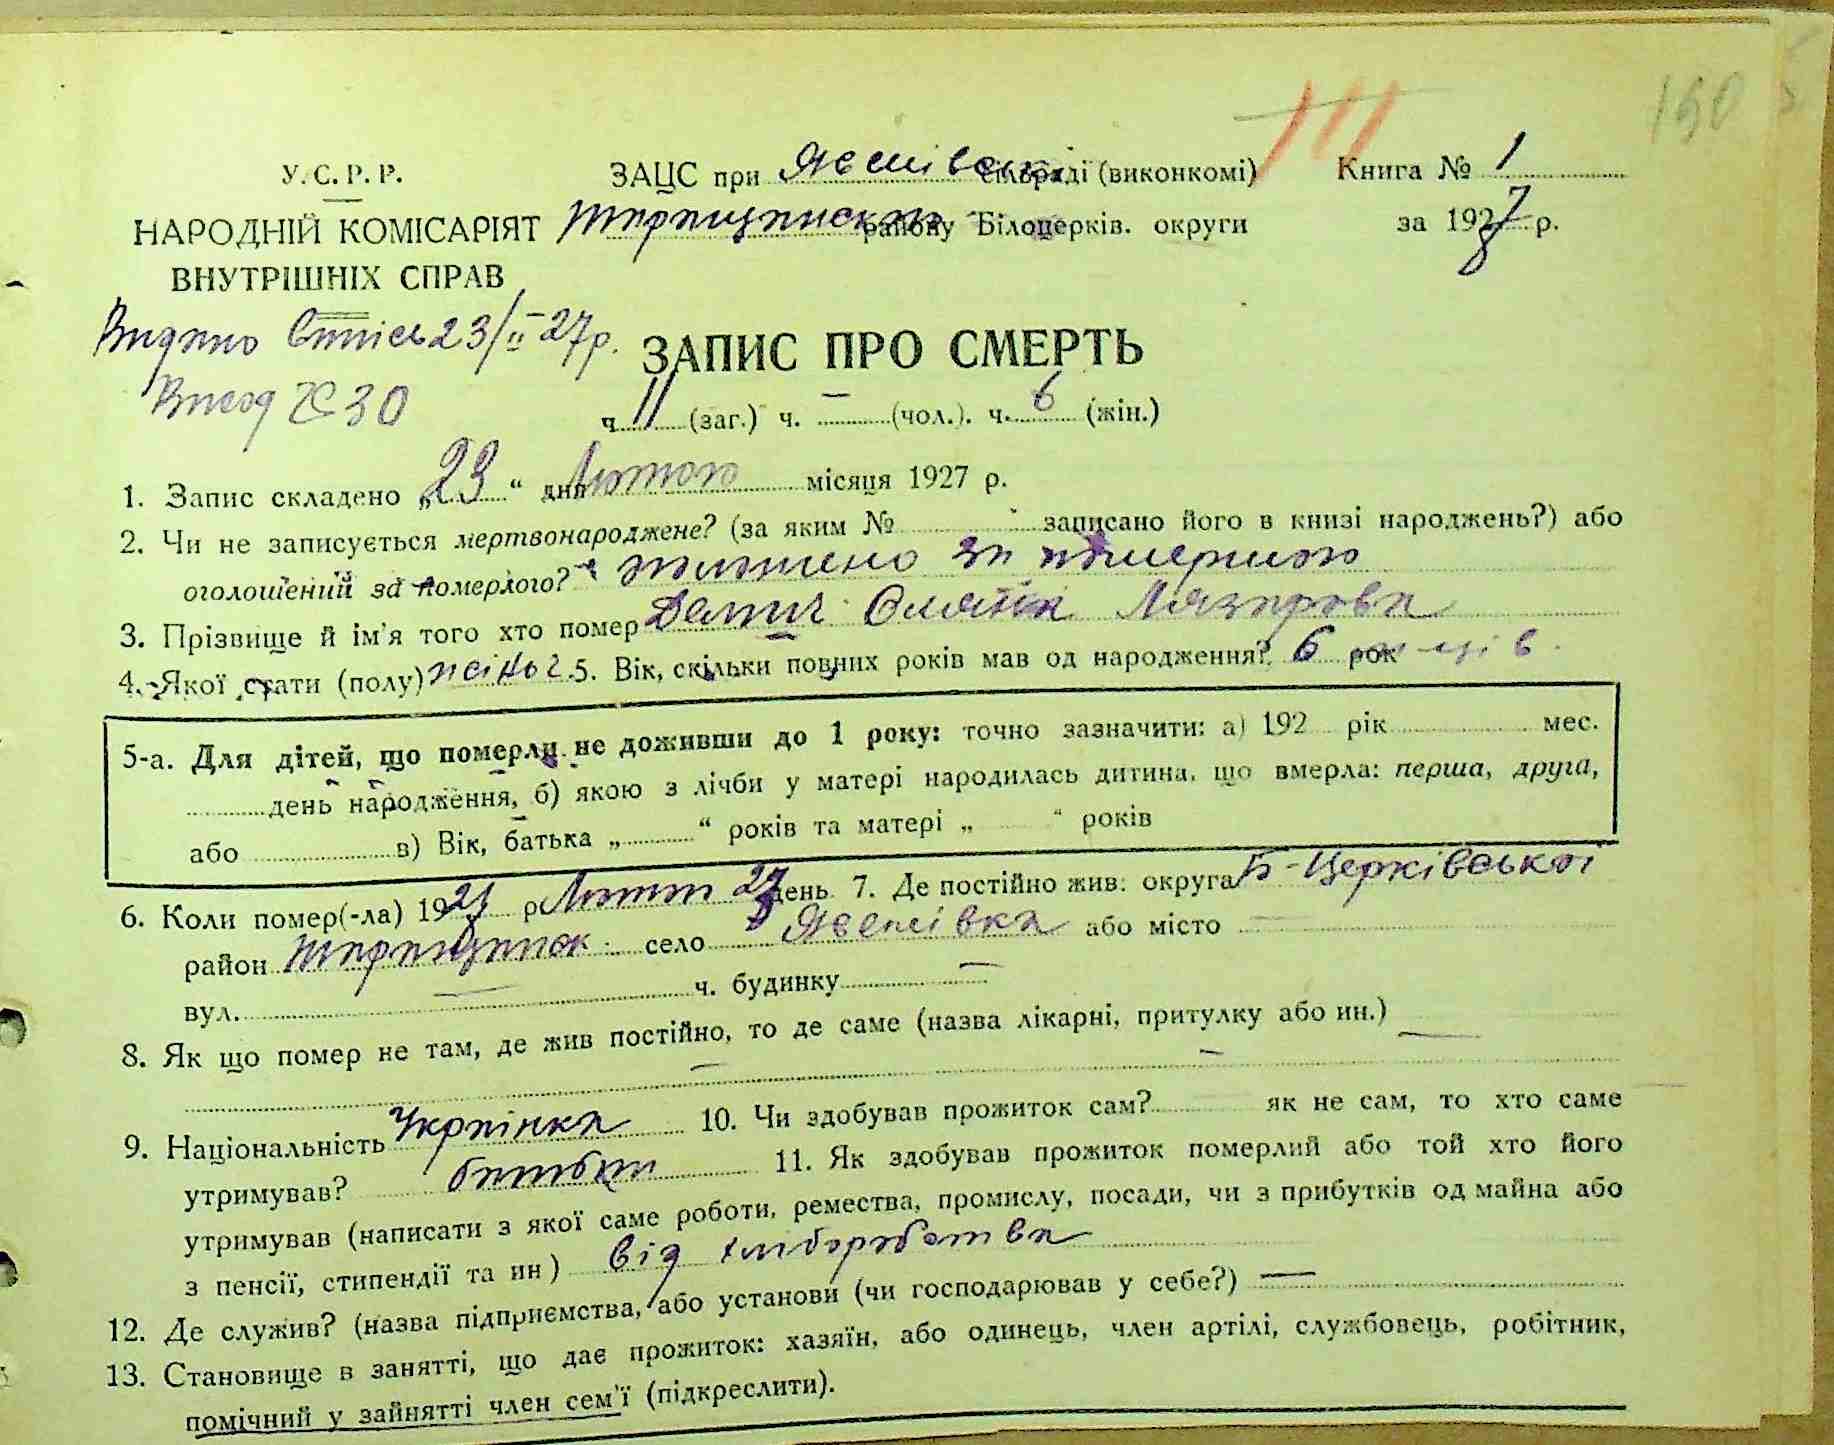 150
У.С.Р.Р.
НАРОДНІЙ КОМІСАРІЯТ
ВНУТРІШНІХ СПРАВ
ЗАЦС при сільраді (виконкомі)
району Білоцерків. округи
Книга № 1
за 1927 р.
Видано 23/II-27р.
30
ЗАПИС ПРО СМЕРТЬ
ч. 11 (заг.) ч. — (чол.). ч. 6 (жін.)
1. Запис складено „23“ дня Лютого місяця 1927 р.
2. Чи не записується мертвонароджене? (за яким № записано його в книзі народжень?) або
оголошений за померлого? за помершого
3. Прізвище й ім'я того хто помер Лазарова
4. Якої стати (полу) жіноч. 5. Вік, скільки повних років мав од народження? 6 рок місяців
5-а. Для дітей, що померли не доживши до 1 року: точно зазначити: а) 192 рік мес.
день народження, б) якою з лічби у матері народилась дитина, що вмерла: перша, друга,
або в) Вік, батька „ “ років та матері „ “ років
6. Коли помер(-ла) 1927 р. Лютого день 7. Де постійно жив: округа Б-Церківської
район село або місто —
вул. — ч. будинку —
8. Як що помер не там, де жив постійно, то де саме (назва лікарні, притулку або ин.) —
9. Національність Українка 10. Чи здобував прожиток сам? як не сам, то хто саме
утримував? батьки 11. Як здобував прожиток померлий або той хто його
утримував (написати з якої саме роботи, ремества, промислу, посади, чи з прибутків од майна або
з пенсії, стипендії та ин) від хліборобства
12. Де служив? (назва підприємства, або установи (чи господарював у себе?) —
13. Становище в занятті, що дає прожиток: хазяїн, або одинець, член артілі, службовець, робітник,
помічний у зайнятті член сем'ї (підкреслити).